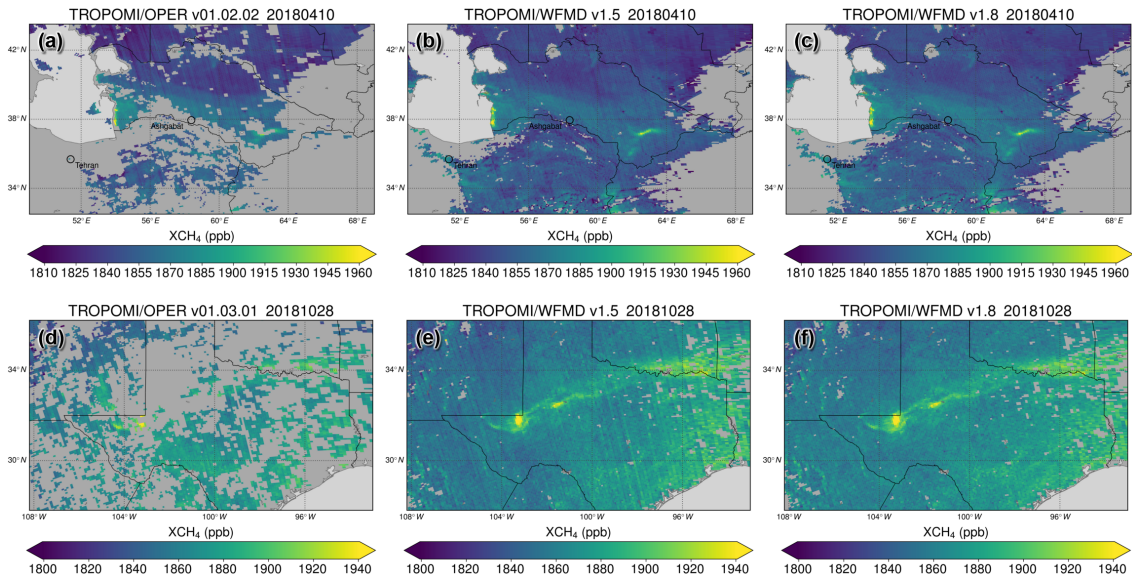 TROPOMI/OPER v01.02.02 20180410
(a)
42° N
38° N
34° N
Ashgabat
Tehran
52° E 56° E 60° E 64° E 68° E
XCH₄ (ppb)
1810 1825 1840 1855 1870 1885 1900 1915 1930 1945 1960
TROPOMI/WFMD v1.5 20180410
(b)
42° N
38° N
34° N
Ashgabat
Tehran
52° E 56° E 60° E 64° E 68° E
XCH₄ (ppb)
1810 1825 1840 1855 1870 1885 1900 1915 1930 1945 1960
TROPOMI/WFMD v1.8 20180410
(c)
42° N
38° N
34° N
Ashgabat
Tehran
52° E 56° E 60° E 64° E 68° E
XCH₄ (ppb)
1810 1825 1840 1855 1870 1885 1900 1915 1930 1945 1960
TROPOMI/OPER v01.03.01 20181028
(d)
34° N
30° N
108° W 104° W 100° W 96° W
XCH₄ (ppb)
1800 1820 1840 1860 1880 1900 1920 1940
TROPOMI/WFMD v1.5 20181028
(e)
34° N
30° N
108° W 104° W 100° W 96° W
XCH₄ (ppb)
1800 1820 1840 1860 1880 1900 1920 1940
TROPOMI/WFMD v1.8 20181028
(f)
34° N
30° N
108° W 104° W 100° W 96° W
XCH₄ (ppb)
1800 1820 1840 1860 1880 1900 1920 1940